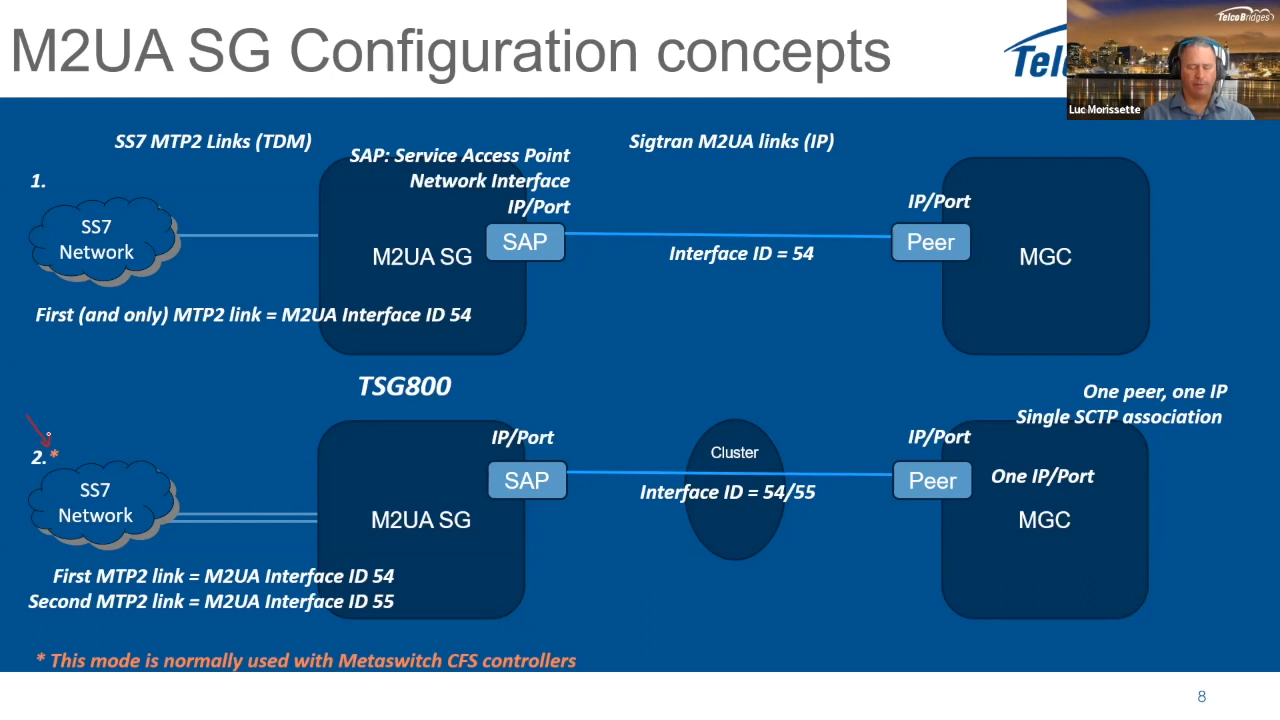 M2UA SG Configuration concepts
Tel
TelcoBridges
Luc Morissette
SS7 MTP2 Links (TDM)
Sigtran M2UA links (IP)
SAP: Service Access Point
Network Interface
IP/Port
1.
SS7
Network
M2UA SG
SAP
Interface ID = 54
IP/Port
Peer
MGC
First (and only) MTP2 link = M2UA Interface ID 54
TSG800
One peer, one IP
Single SCTP association
2.*
SS7
Network
IP/Port
SAP
M2UA SG
Cluster
Interface ID = 54/55
IP/Port
Peer
One IP/Port
MGC
First MTP2 link = M2UA Interface ID 54
Second MTP2 link = M2UA Interface ID 55
* This mode is normally used with Metaswitch CFS controllers
8